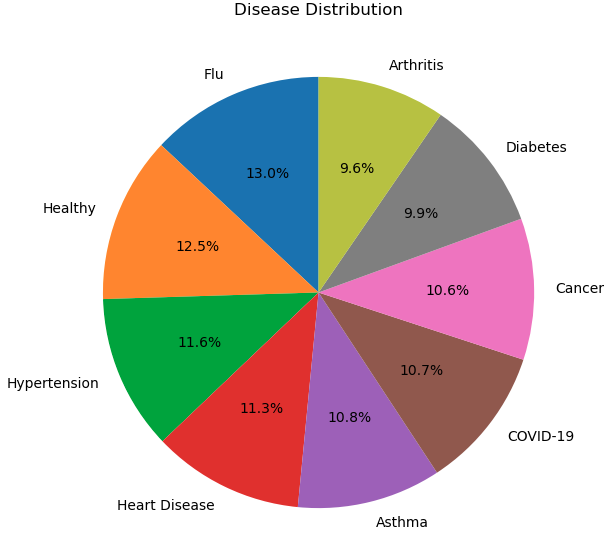 Disease Distribution
Arthritis
Flu
Diabetes
9.6%
13.0%
Healthy
9.9%
12.5%
Cancer
10.6%
11.6%
10.7%
Hypertension
11.3%
10.8%
COVID-19
Heart Disease
Asthma